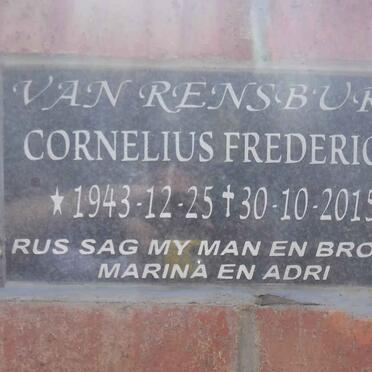 VAN RENSBUR
CORNELIUS FREDERIC
★ 1943-12-25 ✝ 30-10-2015
RUS SAG MY MAN EN BRO
MARINA EN ADRI